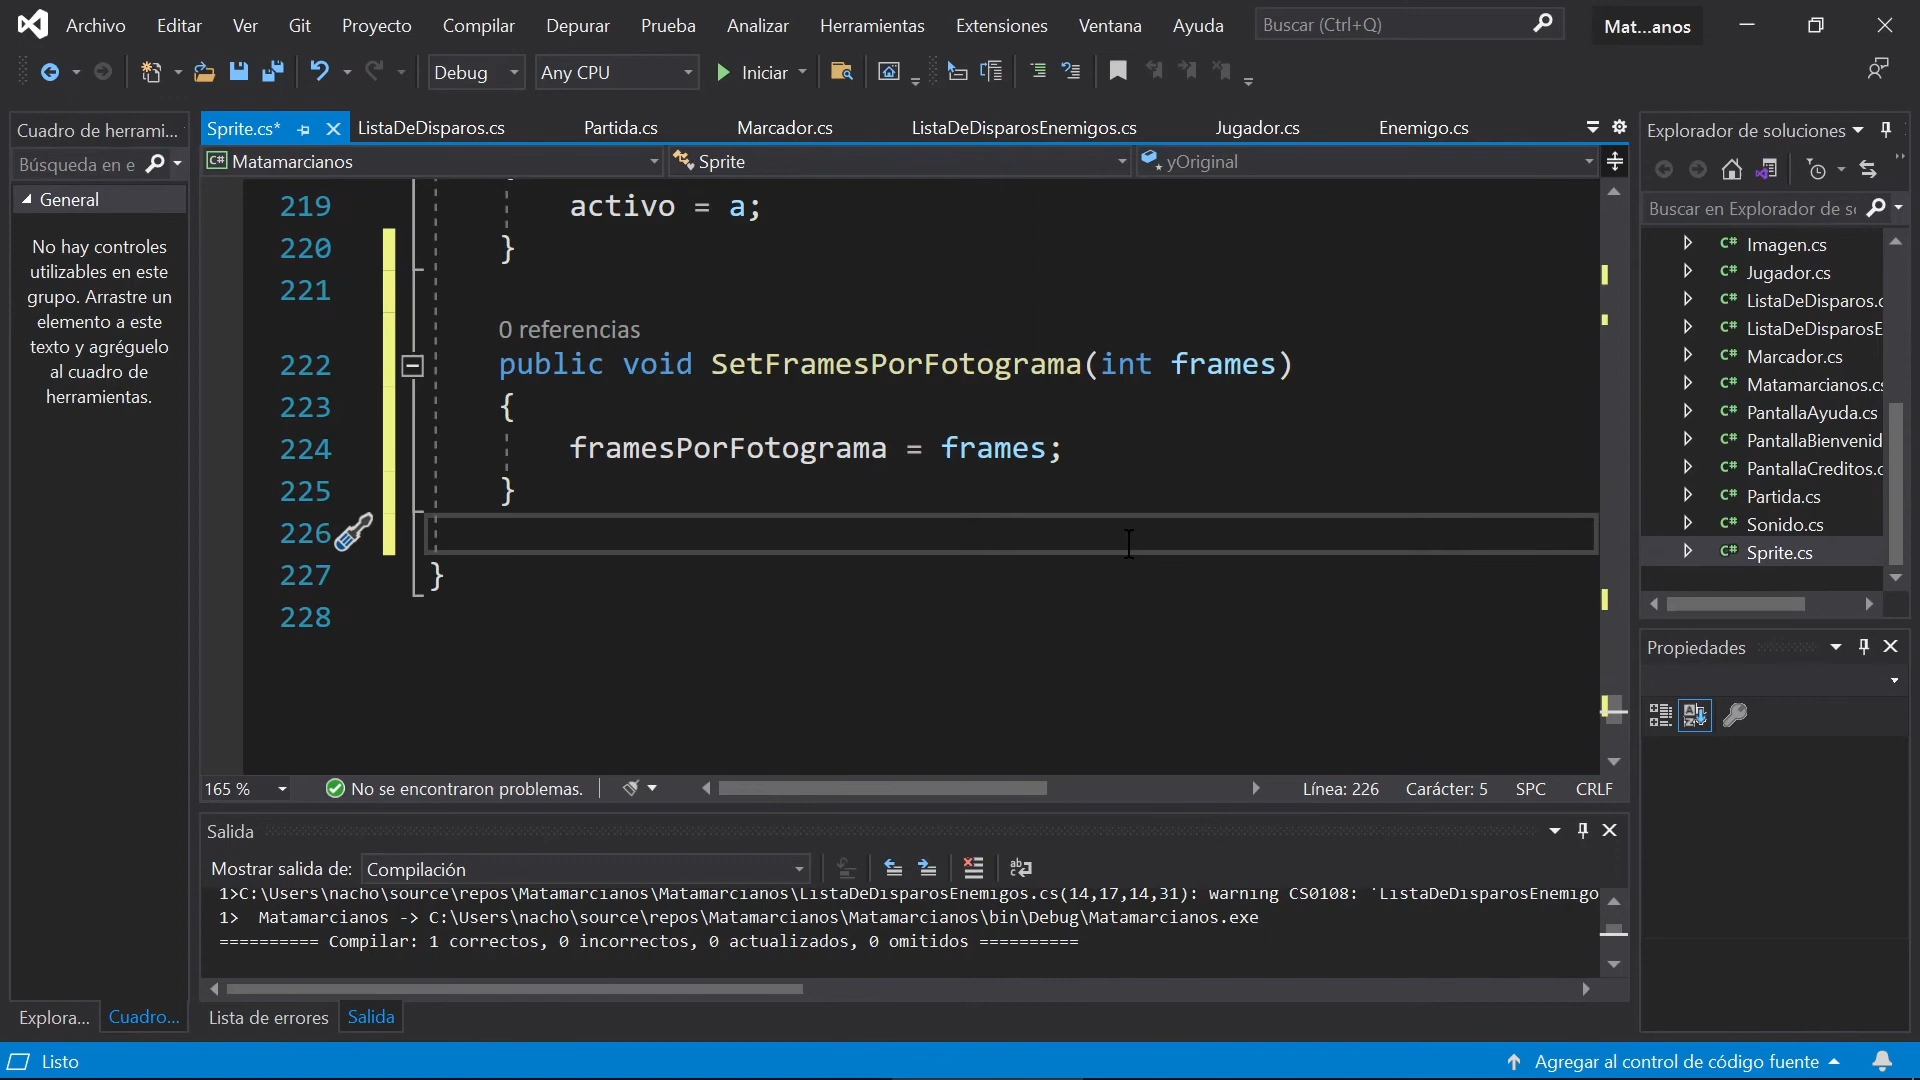 Archivo Editar Ver Git Proyecto Compilar Depurar Prueba Analizar Herramientas Extensiones Ventana Ayuda Buscar (Ctrl+Q) Mat...anos
Debug Any CPU Iniciar
Cuadro de herrami...
Búsqueda en e
General
No hay controles
utilizables en este
grupo. Arrastre un
elemento a este
texto y agréguelo
al cuadro de
herramientas.
Explora... Cuadro...
Sprite.cs* ListaDeDisparos.cs Partida.cs Marcador.cs ListaDeDisparosEnemigos.cs Jugador.cs Enemigo.cs
C# Matamarcianos Sprite yOriginal
219 activo = a;
220 }
221
0 referencias
222 public void SetFramesPorFotograma(int frames)
223 {
224 framesPorFotograma = frames;
225 }
226
227 }
228
165 % No se encontraron problemas. Línea: 226 Carácter: 5 SPC CRLF
Salida
Mostrar salida de: Compilación
1>C:\Users\nacho\source\repos\Matamarcianos\Matamarcianos\ListaDeDisparosEnemigos.cs(14,17,14,31): warning CS0108: 'ListaDeDisparosEnemigo
1> Matamarcianos -> C:\Users\nacho\source\repos\Matamarcianos\Matamarcianos\bin\Debug\Matamarcianos.exe
========== Compilar: 1 correctos, 0 incorrectos, 0 actualizados, 0 omitidos ==========
Lista de errores Salida
Explorador de soluciones
Buscar en Explorador de so
C# Imagen.cs
C# Jugador.cs
C# ListaDeDisparos.c
C# ListaDeDisparosE
C# Marcador.cs
C# Matamarcianos.cs
C# PantallaAyuda.cs
C# PantallaBienvenid
C# PantallaCreditos.c
C# Partida.cs
C# Sonido.cs
C# Sprite.cs
Propiedades
Listo Agregar al control de código fuente